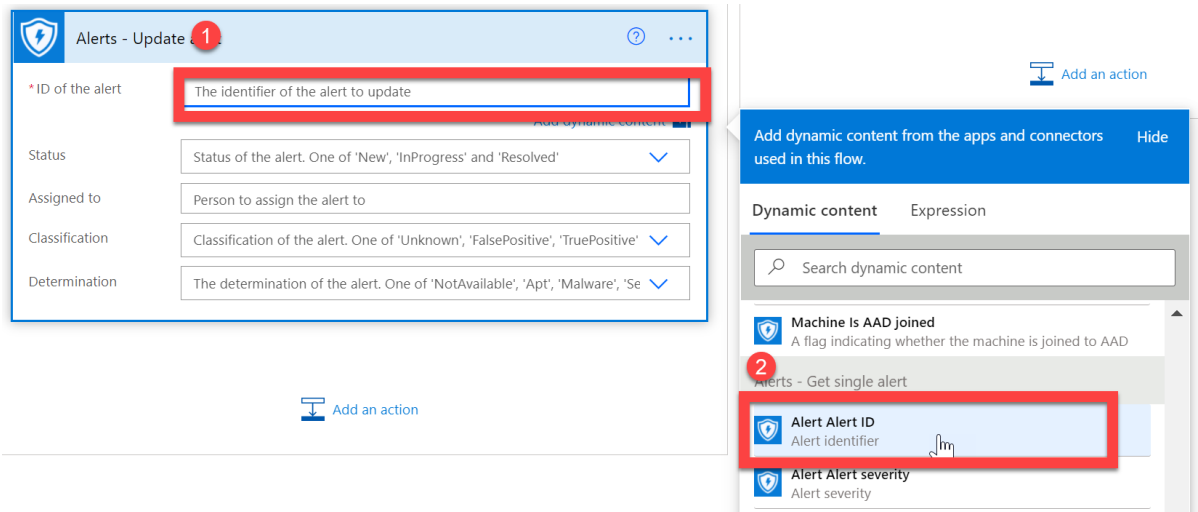 Alerts - Update
1
*ID of the alert
The identifier of the alert to update
Add dynamic content
Status
Status of the alert. One of 'New', 'InProgress' and 'Resolved'
Assigned to
Person to assign the alert to
Classification
Classification of the alert. One of 'Unknown', 'FalsePositive', 'TruePositive'
Determination
The determination of the alert. One of 'NotAvailable', 'Apt', 'Malware', 'Se
Add an action
Add an action
Add dynamic content from the apps and connectors
used in this flow.
Hide
Dynamic content
Expression
Search dynamic content
Machine Is AAD joined
A flag indicating whether the machine is joined to AAD
2
Alerts - Get single alert
Alert Alert ID
Alert identifier
Alert Alert severity
Alert severity